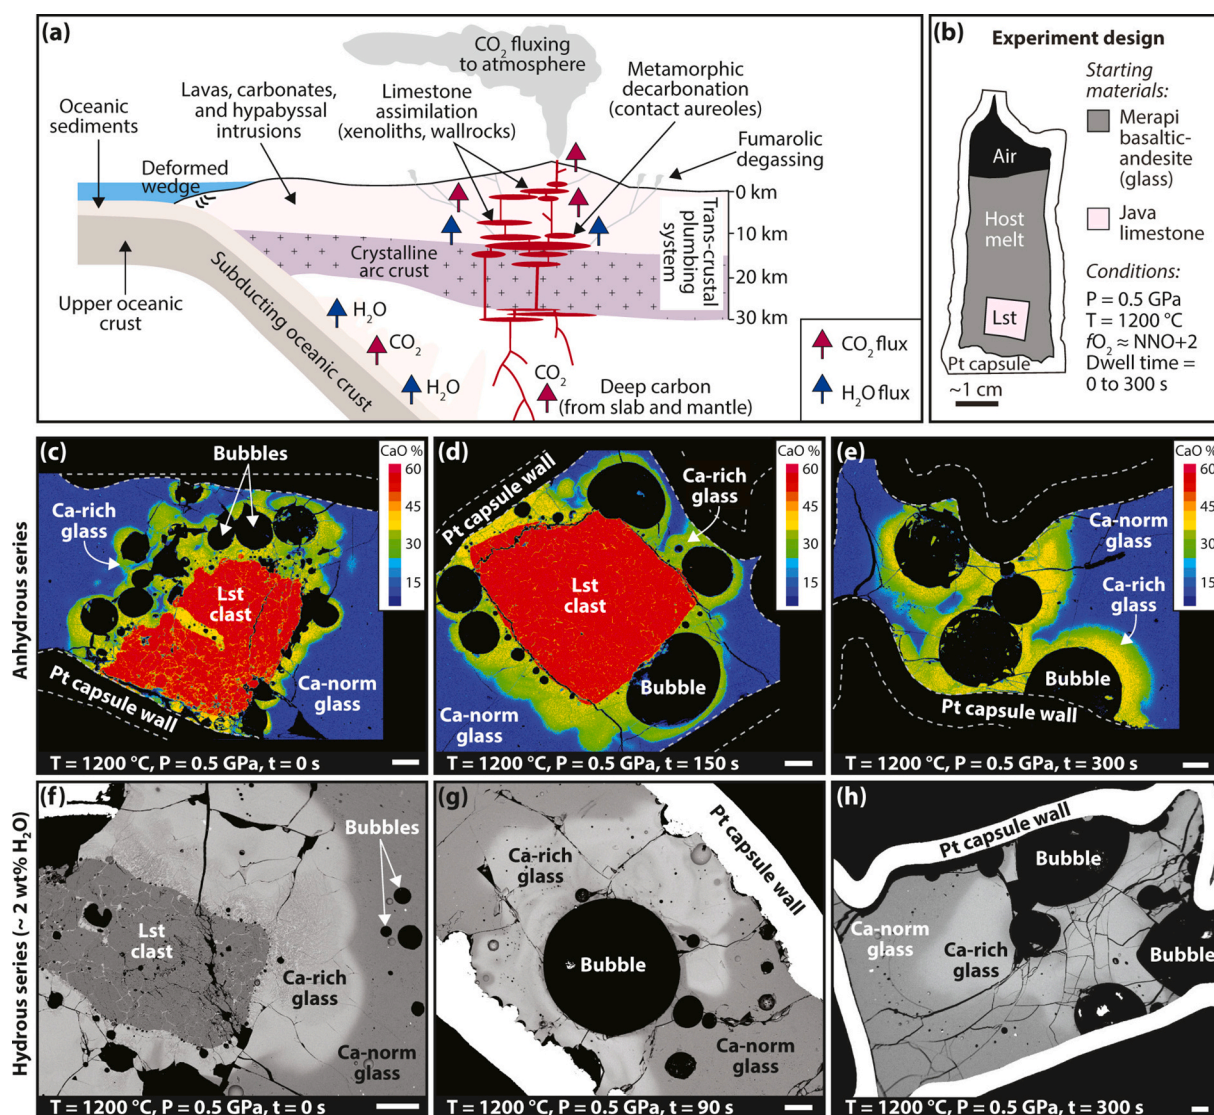 (a)
CO2 fluxing
to atmosphere
Oceanic
sediments
Lavas, carbonates,
and hypabyssal
intrusions
Limestone
assimilation
(xenoliths, wallrocks)
Metamorphic
decarbonation
(contact aureoles)
Fumarolic
degassing
Deformed
wedge
0 km
10 km
20 km
30 km
Trans-crustal
plumbing
system
Crystalline
arc crust
Upper oceanic
crust
Subducting oceanic crust
H2O
CO2
H2O
CO2
Deep carbon
(from slab and mantle)
CO2 flux
H2O flux
(b)
Experiment design
Air
Host
melt
Lst
Pt capsule
~1 cm
Starting
materials:
Merapi
basaltic-
andesite
(glass)
Java
limestone
Conditions:
P = 0.5 GPa
T = 1200 °C
fO2 ≈ NNO+2
Dwell time =
0 to 300 s
Anhydrous series
(c)
Bubbles
CaO %
60
45
30
15
Ca-rich
glass
Lst
clast
Ca-norm
glass
Pt capsule wall
T = 1200 °C, P = 0.5 GPa, t = 0 s
(d)
Pt capsule wall
CaO %
60
45
30
15
Ca-rich
glass
Lst
clast
Bubble
Ca-norm
glass
T = 1200 °C, P = 0.5 GPa, t = 150 s
(e)
CaO %
60
45
30
15
Ca-norm
glass
Ca-rich
glass
Bubble
Pt capsule wall
T = 1200 °C, P = 0.5 GPa, t = 300 s
Hydrous series (~ 2 wt% H2O)
(f)
Bubbles
Lst
clast
Ca-rich
glass
Ca-norm
glass
T = 1200 °C, P = 0.5 GPa, t = 0 s
(g)
Pt capsule wall
Ca-rich
glass
Bubble
Ca-norm
glass
T = 1200 °C, P = 0.5 GPa, t = 90 s
(h)
Pt capsule wall
Bubble
Ca-norm
glass
Ca-rich
glass
Bubble
T = 1200 °C, P = 0.5 GPa, t = 300 s